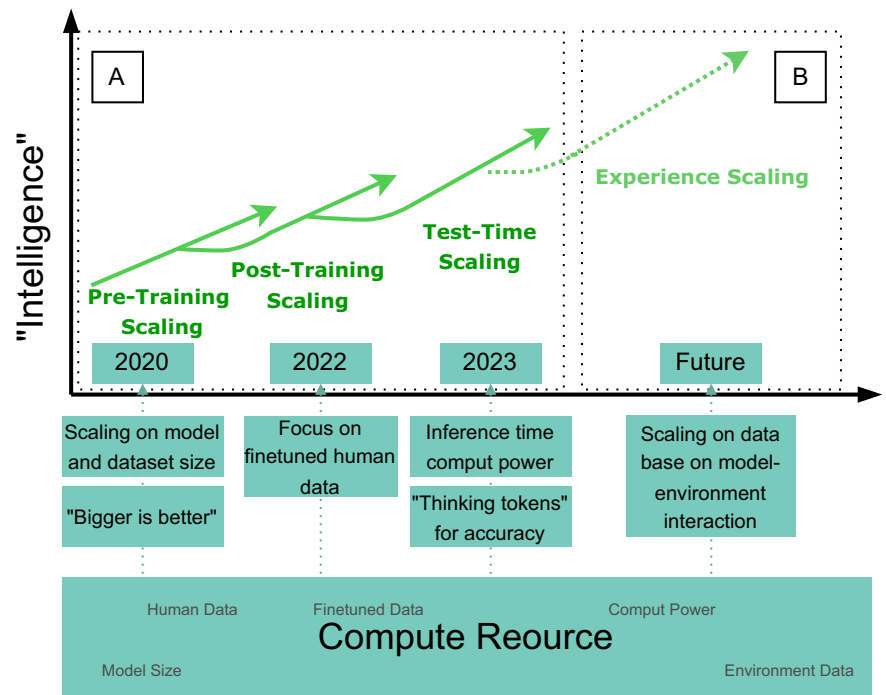 A
B
"Intelligence"
Experience Scaling
Test-Time
Scaling
Post-Training
Scaling
Pre-Training
Scaling
2020
2022
2023
Future
Scaling on model
and dataset size
"Bigger is better"
Focus on
finetuned human
data
Inference time
comput power
"Thinking tokens"
for accuracy
Scaling on data
base on model-
environment
interaction
Human Data
Finetuned Data
Comput Power
Compute Reource
Model Size
Environment Data